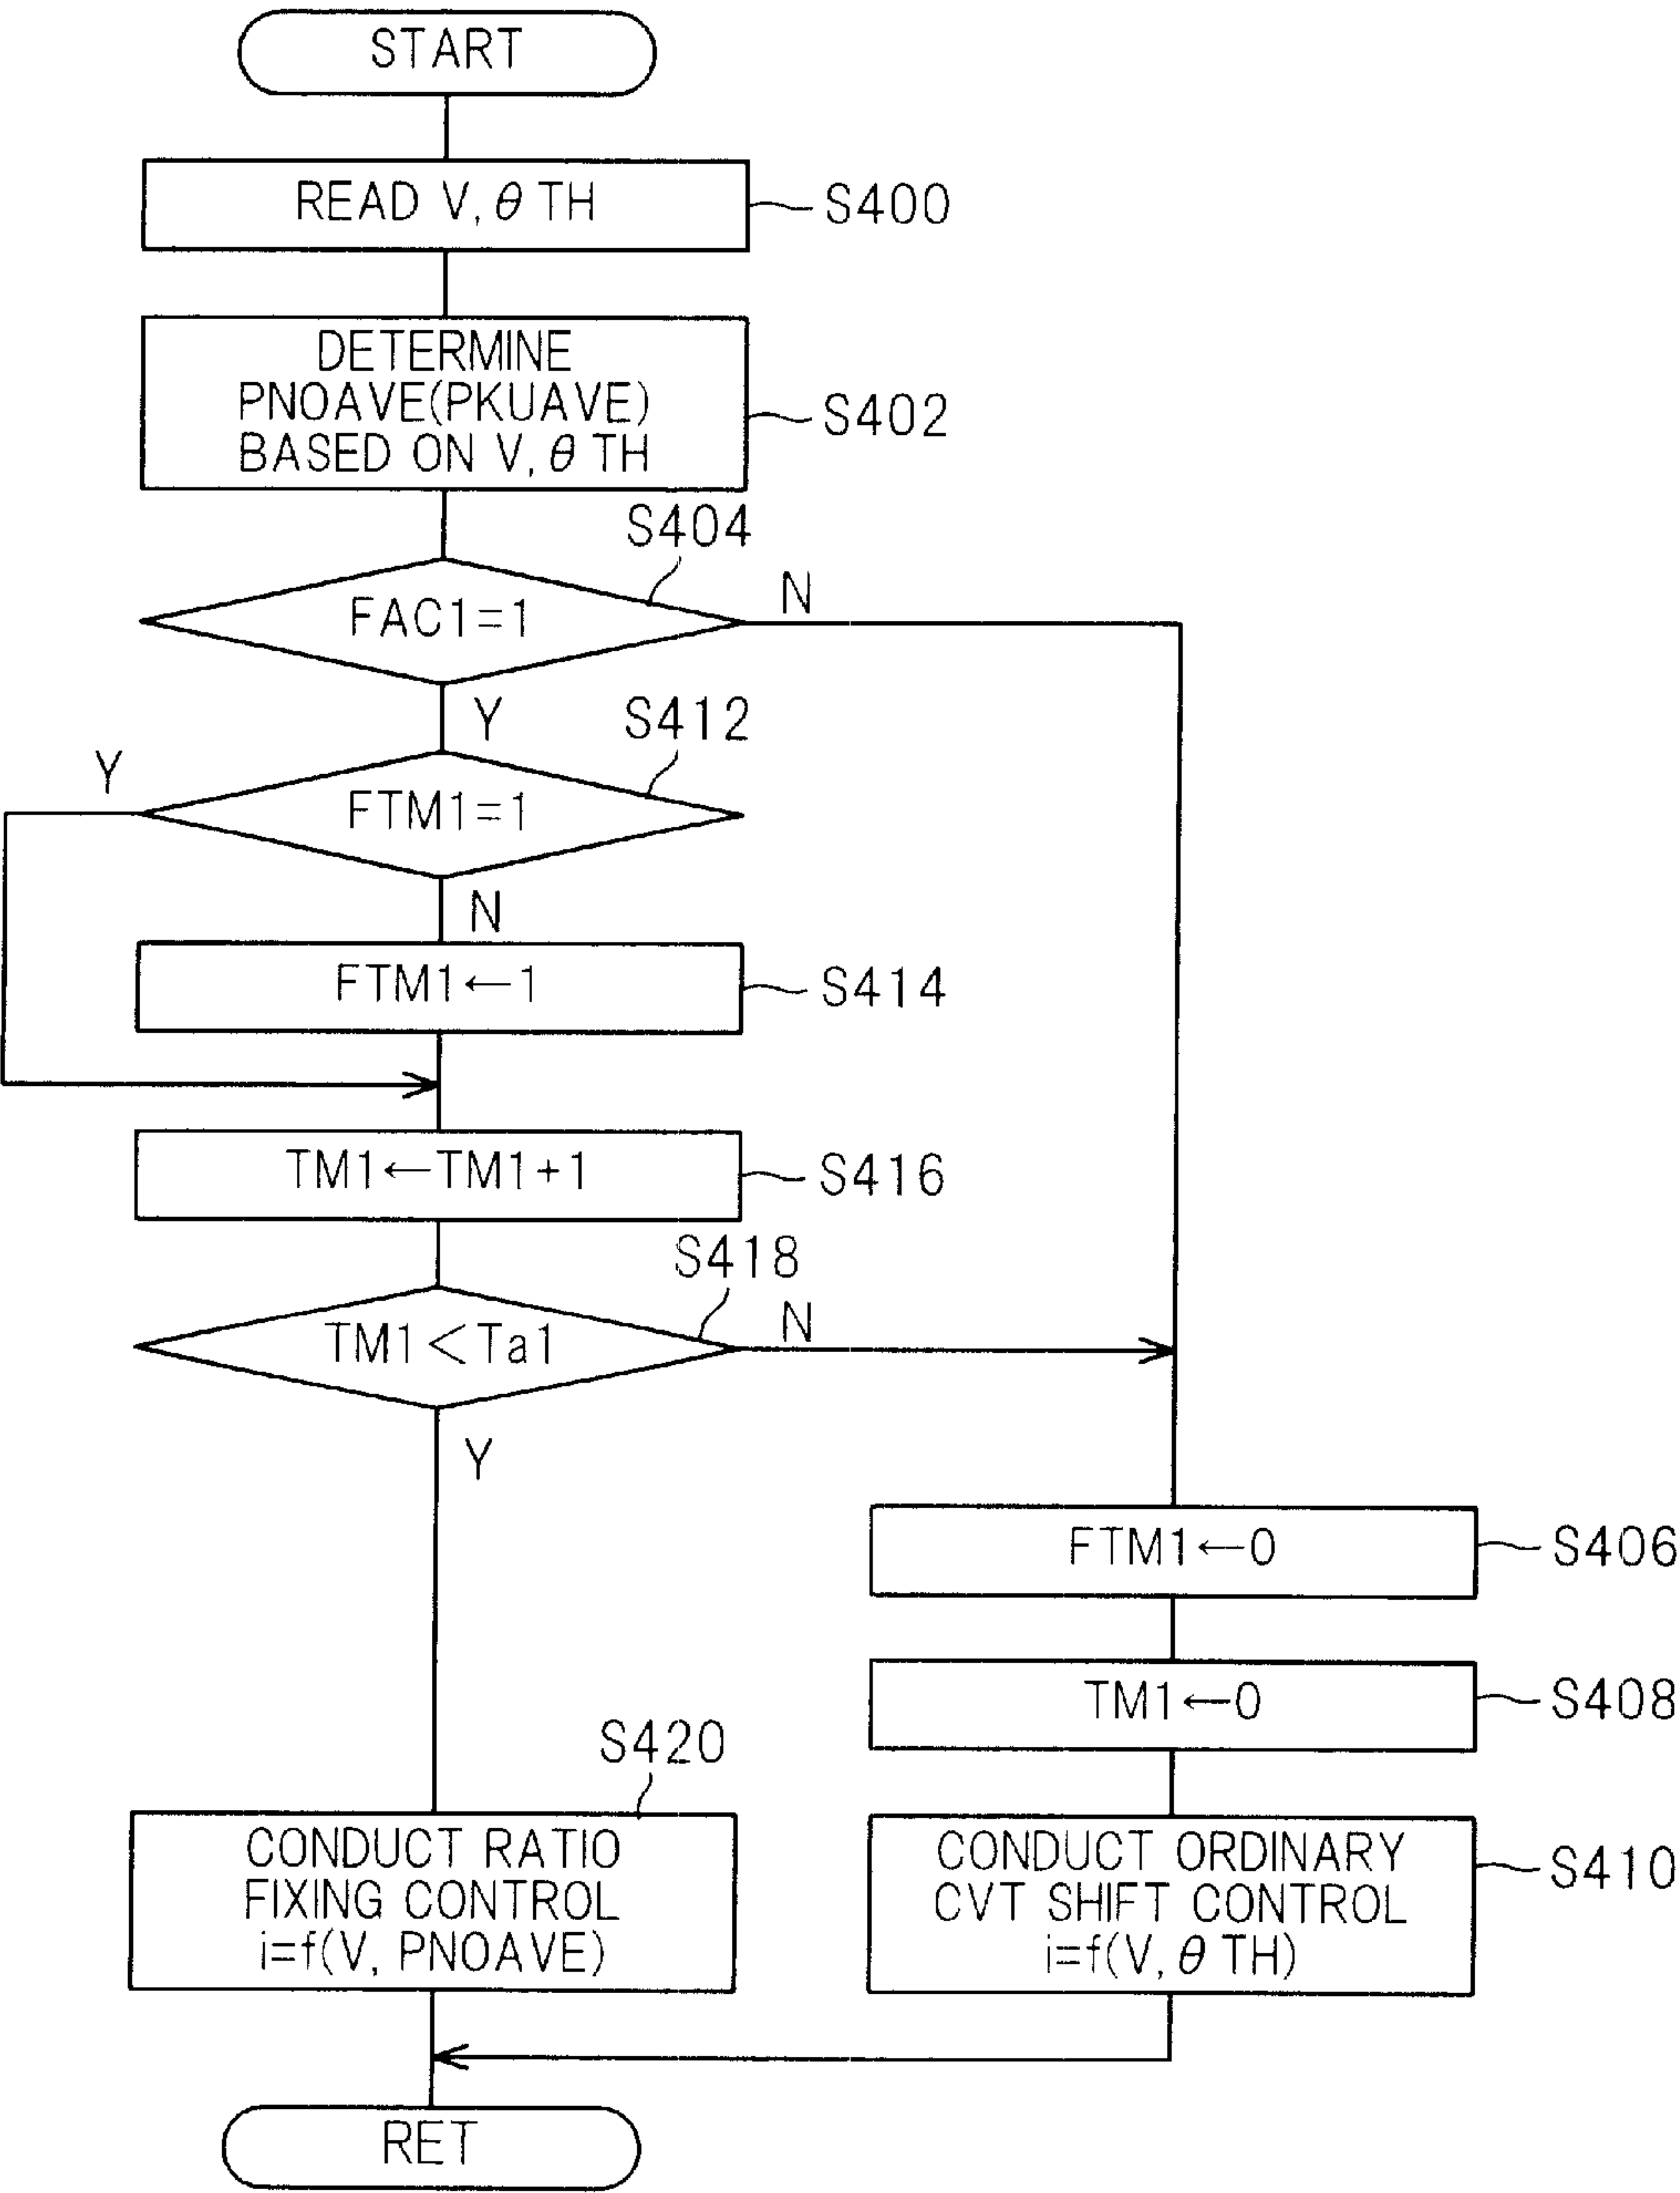 START
READ V, θ TH
S400
DETERMINE
PNOAVE(PKUAVE)
BASED ON V, θ TH
S402
S404
FAC1=1
N
Y
S412
Y
FTM1=1
N
FTM1←1
S414
TM1←TM1+1
S416
S418
TM1<Ta1
N
Y
FTM1←0
S406
TM1←0
S408
S420
CONDUCT RATIO
FIXING CONTROL
i=f(V, PNOAVE)
CONDUCT ORDINARY
CVT SHIFT CONTROL
i=f(V, θ TH)
S410
RET